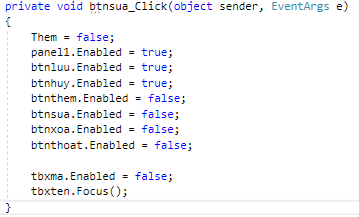 private void btnsua_Click(object sender, EventArgs e)
{
Them = false;
panel1.Enabled = true;
btnluu.Enabled = true;
btnhuy.Enabled = true;
btnthem.Enabled = false;
btnsua.Enabled = false;
btnxoa.Enabled = false;
btnthoat.Enabled = false;
tbxma.Enabled = false;
tbxten.Focus();
}